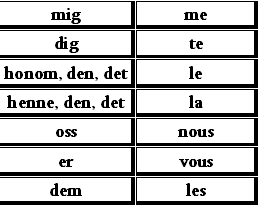 mig me
dig te
honom, den, det le
henne, den, det la
oss nous
er vous
dem les